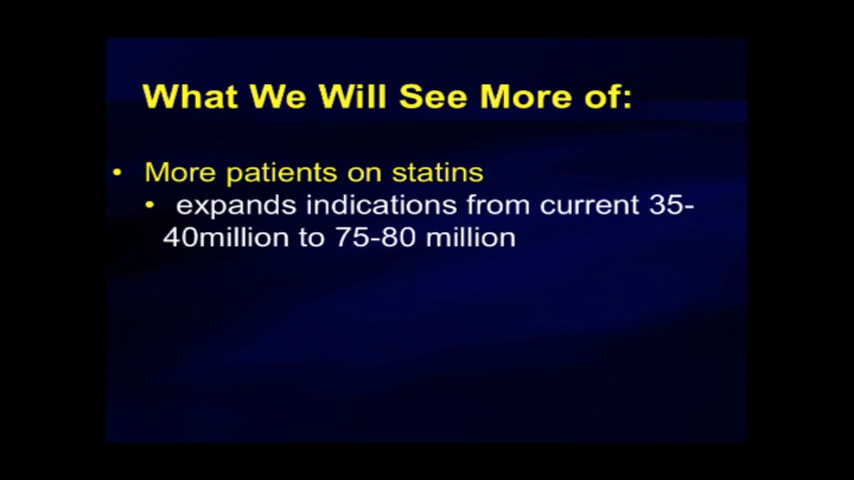 What We Will See More of:
• More patients on statins
• expands indications from current 35-
40million to 75-80 million